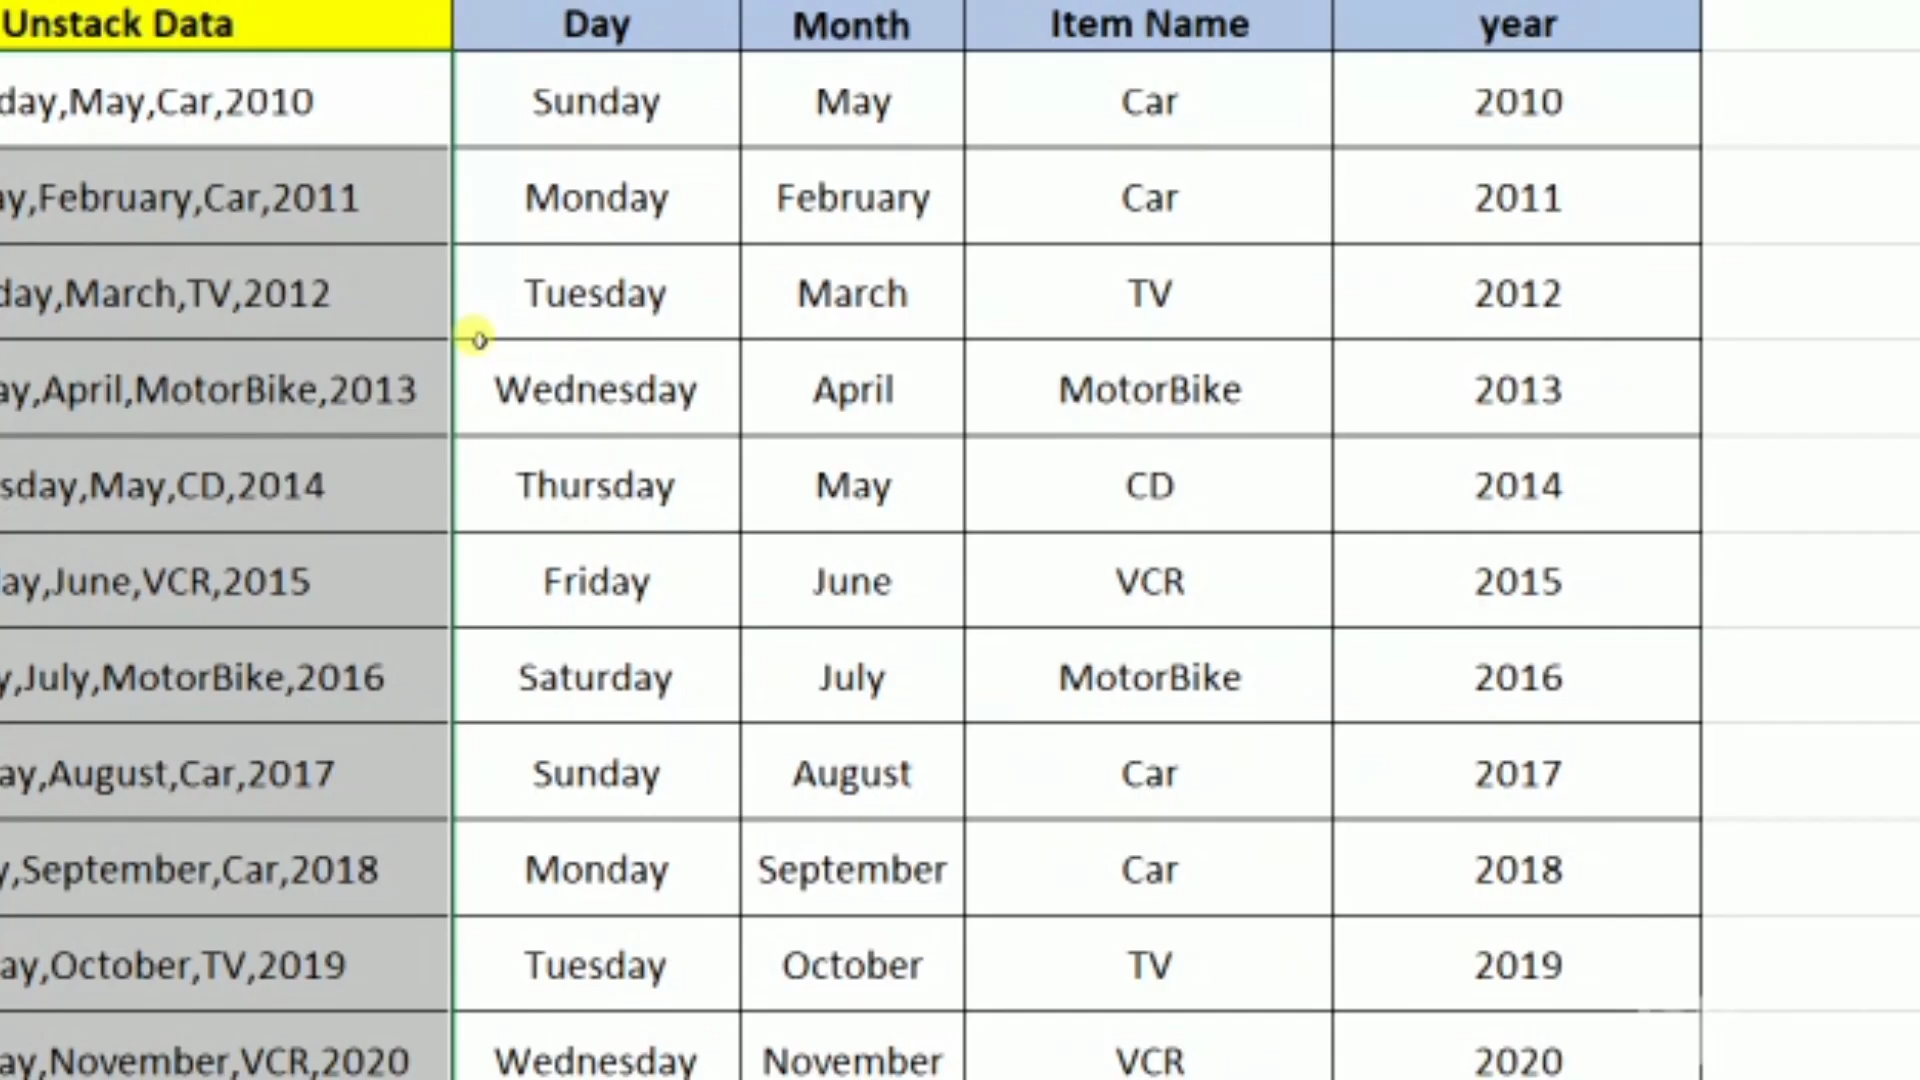 Unstack Data Day Month Item Name year
day,May,Car,2010 Sunday May Car 2010
ay,February,Car,2011 Monday February Car 2011
day,March,TV,2012 Tuesday March TV 2012
ay,April,MotorBike,2013 Wednesday April MotorBike 2013
sday,May,CD,2014 Thursday May CD 2014
ay,June,VCR,2015 Friday June VCR 2015
y,July,MotorBike,2016 Saturday July MotorBike 2016
ay,August,Car,2017 Sunday August Car 2017
y,September,Car,2018 Monday September Car 2018
ay,October,TV,2019 Tuesday October TV 2019
ay,November,VCR,2020 Wednesday November VCR 2020